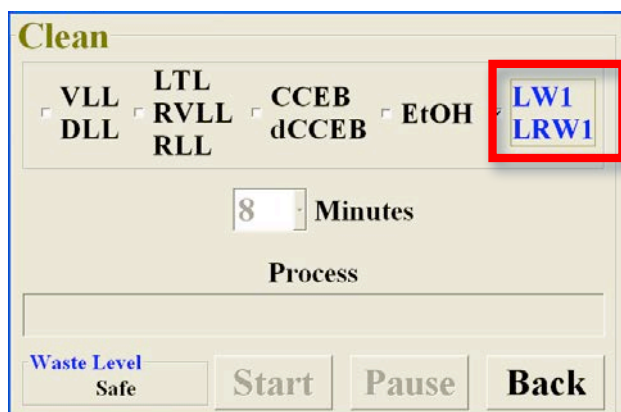 Clean
VLL
DLL
LTL
RVLL
RLL
CCEB
dCCEB
EtOH
LW1
LRW1
8 Minutes
Process
Waste Level
Safe
Start
Pause
Back